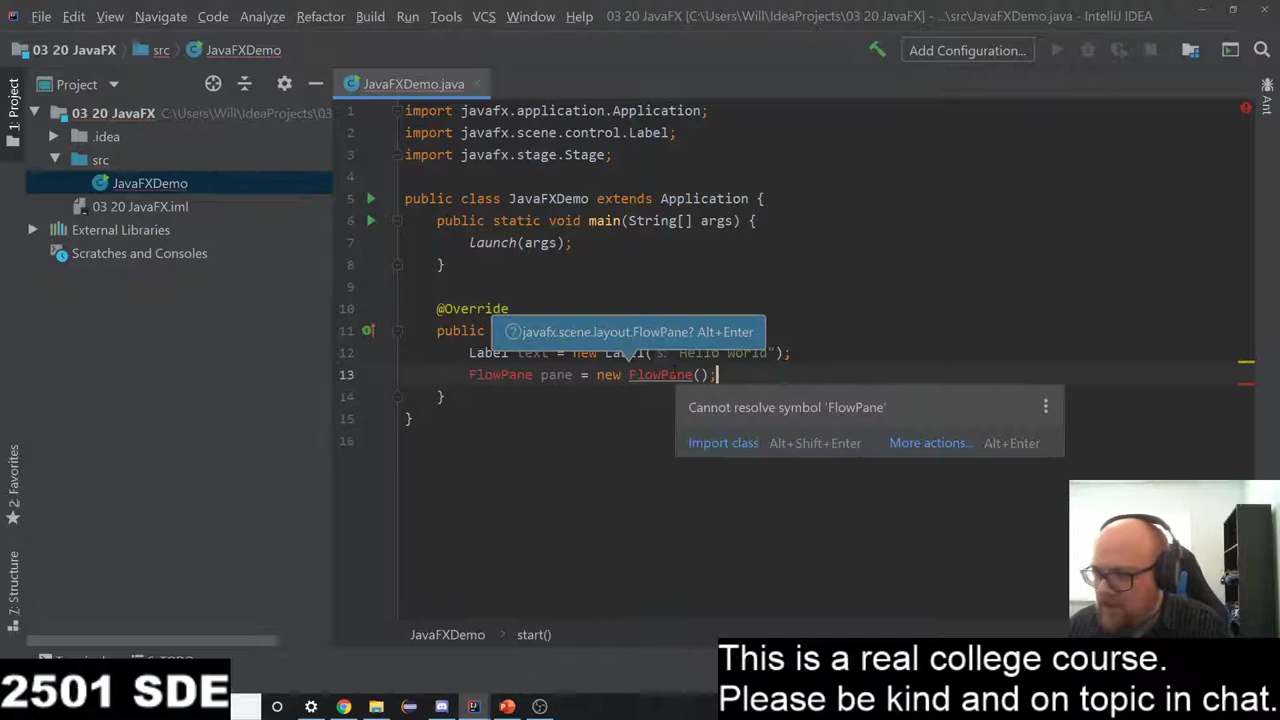 File Edit View Navigate Code Analyze Refactor Build Run Tools VCS Window Help 03 20 JavaFX [C:\Users\Will\IdeaProjects\03 20 JavaFX] - ...\src\JavaFXDemo.java - IntelliJ IDEA
03 20 JavaFX src JavaFXDemo Add Configuration...
1: Project
Project
JavaFXDemo.java
03 20 JavaFX C:\Users\Will\IdeaProjects\03
.idea
src
JavaFXDemo
03 20 JavaFX.iml
External Libraries
Scratches and Consoles
Ant
1 import javafx.application.Application;
2 import javafx.scene.control.Label;
3 import javafx.stage.Stage;
4
5 public class JavaFXDemo extends Application {
6 public static void main(String[] args) {
7 launch(args);
8 }
9
10 @Override
11 public
javafx.scene.layout.FlowPane? Alt+Enter
12 Label text = new Label( s: "Hello World");
13 FlowPane pane = new FlowPane();
14 }
15 }
16
Cannot resolve symbol 'FlowPane'
Import class Alt+Shift+Enter More actions... Alt+Enter
2: Favorites
7: Structure
JavaFXDemo start()
This is a real college course.
Please be kind and on topic in chat.
2501 SDE